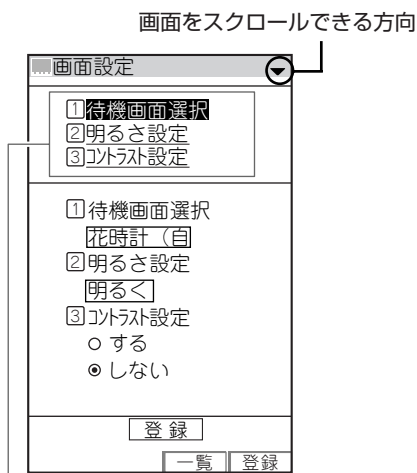 画面をスクロールできる方向
画面設定
1待機画面選択
2明るさ設定
3ｺﾝﾄﾗｽﾄ設定
1待機画面選択
花時計（自
2明るさ設定
明るく
3ｺﾝﾄﾗｽﾄ設定
する
しない
登録
一覧 登録